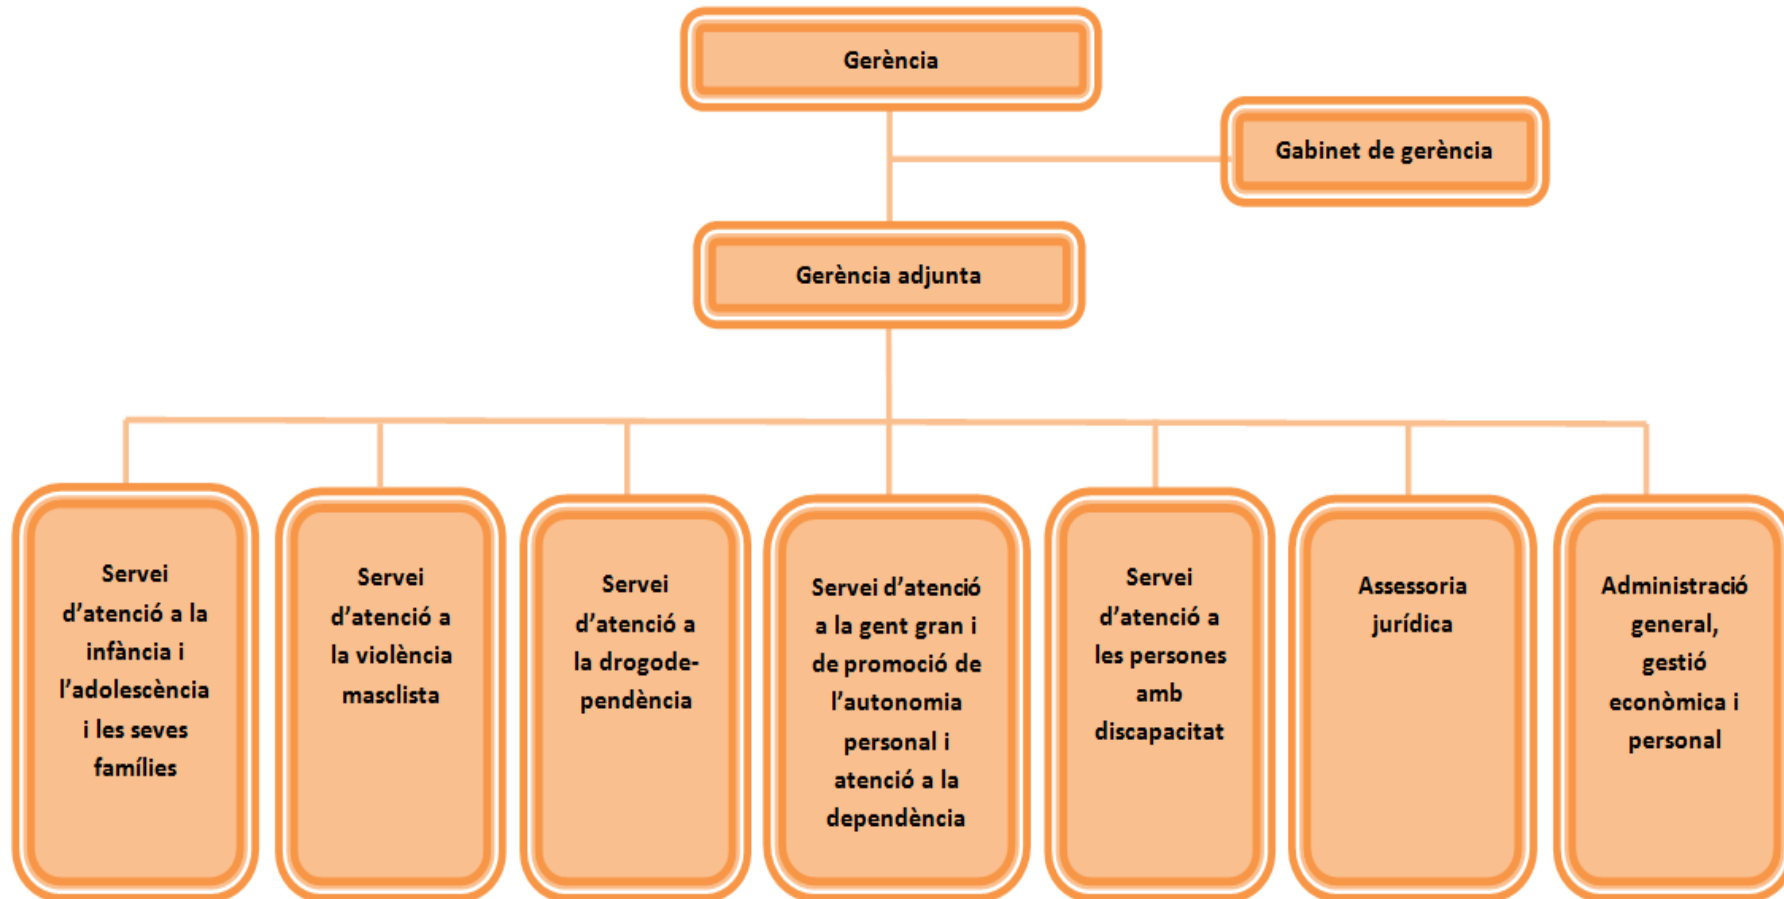 Gerència
Gabinet de gerència
Gerència adjunta
Servei
d'atenció a la
infància i
l'adolescència
i les seves
famílies
Servei
d'atenció a
la violència
masclista
Servei
d'atenció a
la drogode-
pendència
Servei d'atenció
a la gent gran i
de promoció de
l'autonomia
personal i
atenció a la
dependència
Servei
d'atenció a
les persones
amb
discapacitat
Assessoria
jurídica
Administració
general,
gestió
econòmica i
personal